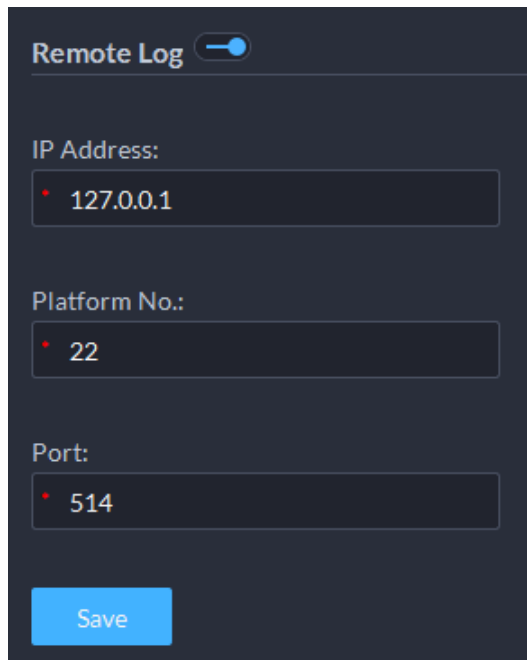 Remote Log
IP Address:
* 127.0.0.1
Platform No.:
* 22
Port:
* 514
Save